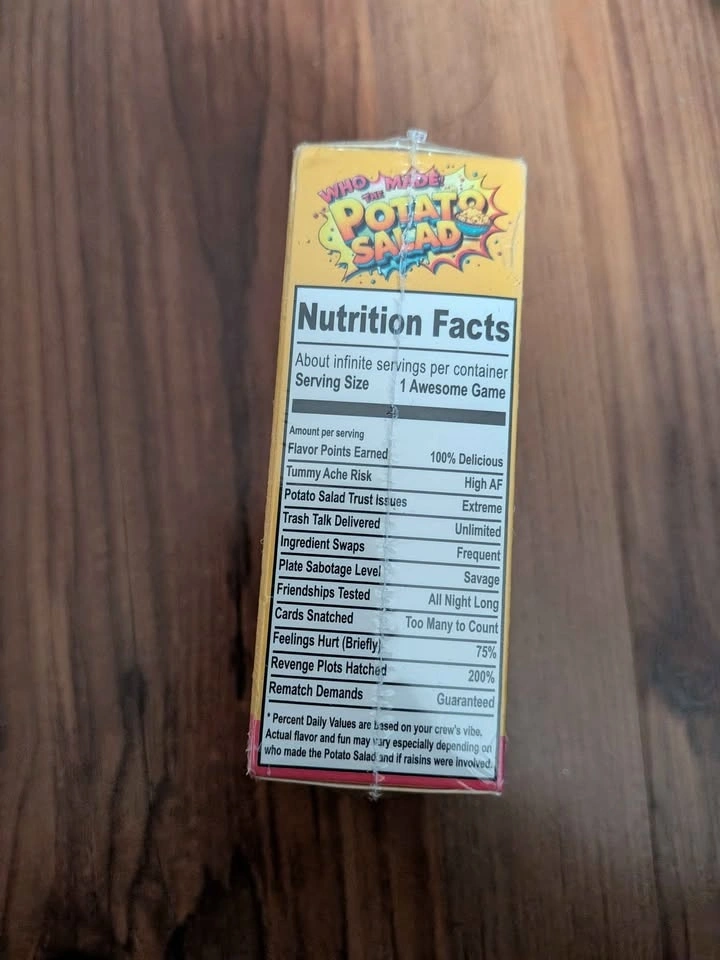 WHO MADE
THE
POTATO
SALAD
Nutrition Facts
About infinite servings per container
Serving Size 1 Awesome Game
Amount per serving
Flavor Points Earned 100% Delicious
Tummy Ache Risk High AF
Potato Salad Trust Issues Extreme
Trash Talk Delivered Unlimited
Ingredient Swaps Frequent
Plate Sabotage Level Savage
Friendships Tested All Night Long
Cards Snatched Too Many to Count
Feelings Hurt (Briefly) 75%
Revenge Plots Hatched 200%
Rematch Demands Guaranteed
* Percent Daily Values are based on your crew's vibe.
Actual flavor and fun may vary especially depending on
who made the Potato Salad and if raisins were involved.